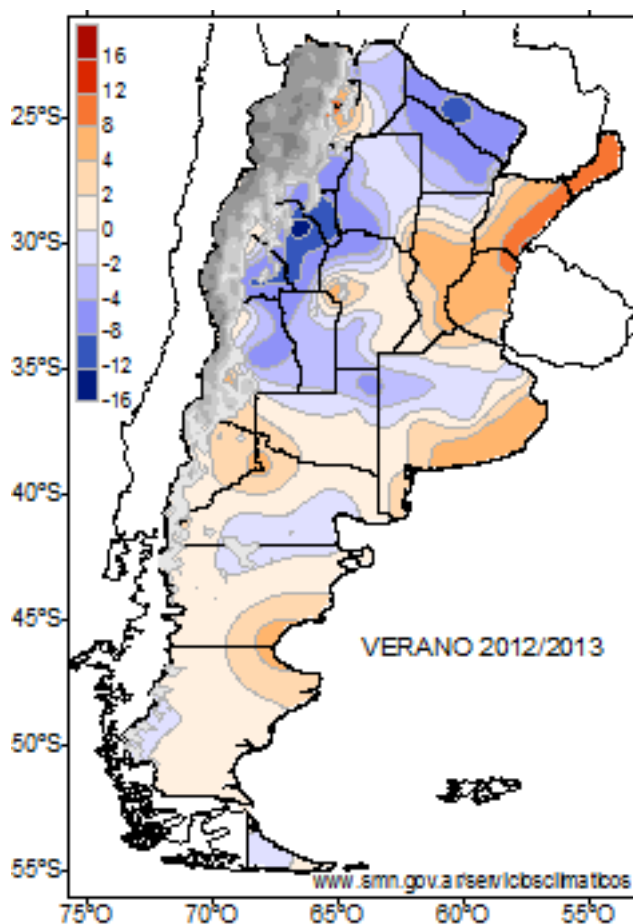 16
12
8
4
2
0
-2
-4
-8
-12
-16
25ºS
30ºS
35ºS
40ºS
45ºS
50ºS
55ºS
VERANO 2012/2013
www.smn.gov.ar/serviciosclimaticos
75ºO
70ºO
65ºO
60ºO
55ºO